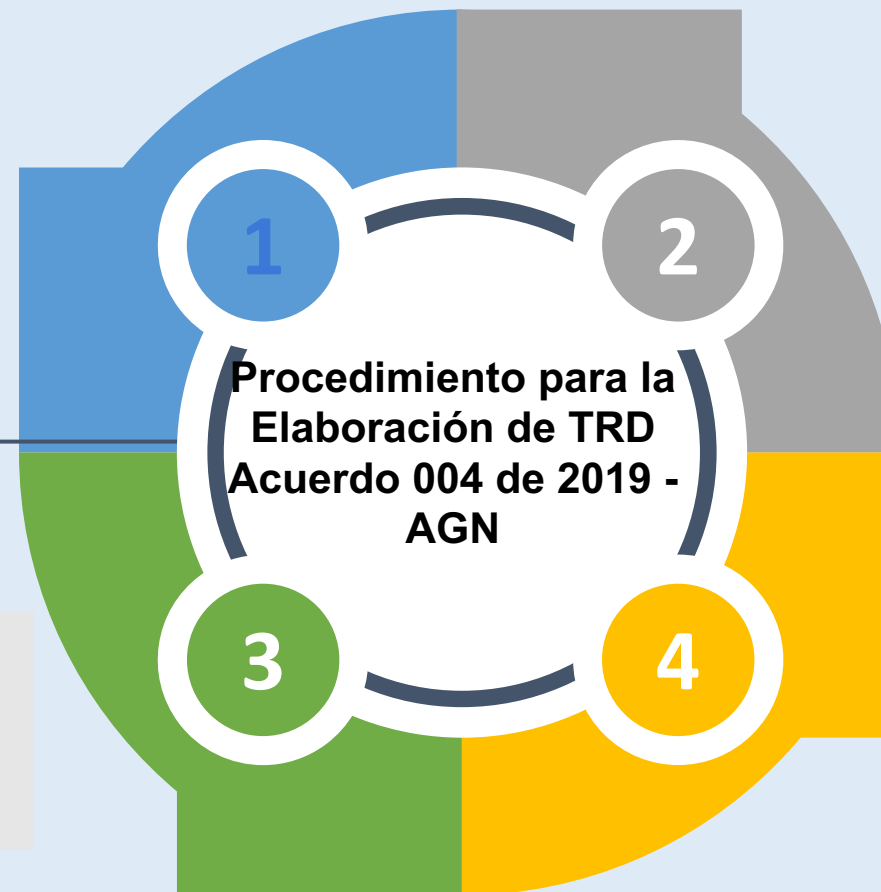 1
2
Procedimiento para la
Elaboración de TRD
Acuerdo 004 de 2019 -
AGN
3
4